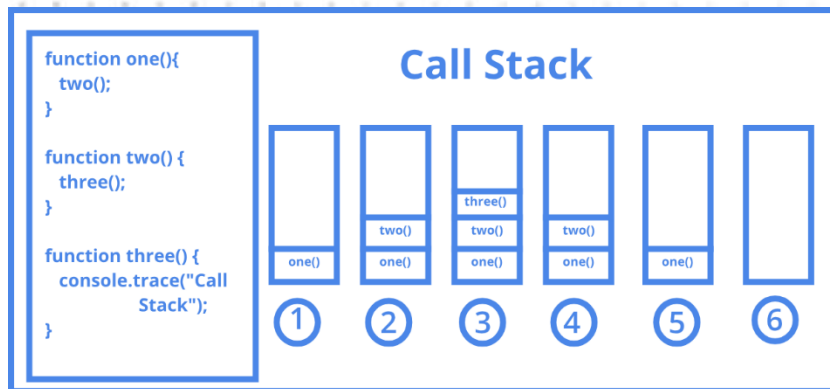 function one(){
two();
}
function two() {
three();
}
function three() {
console.trace("Call
Stack");
}
Call Stack
one()
two()
one()
three()
two()
one()
two()
one()
one()
1
2
3
4
5
6